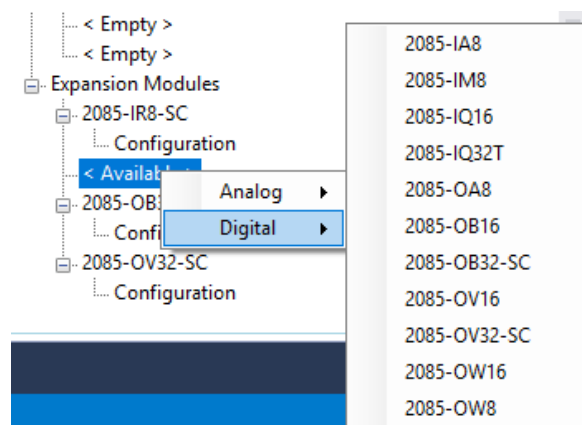 < Empty >
< Empty >
Expansion Modules
2085-IR8-SC
Configuration
< Availab
2085-OB3
Confi
2085-OV32-SC
Configuration
Analog
Digital
2085-IA8
2085-IM8
2085-IQ16
2085-IQ32T
2085-OA8
2085-OB16
2085-OB32-SC
2085-OV16
2085-OV32-SC
2085-OW16
2085-OW8